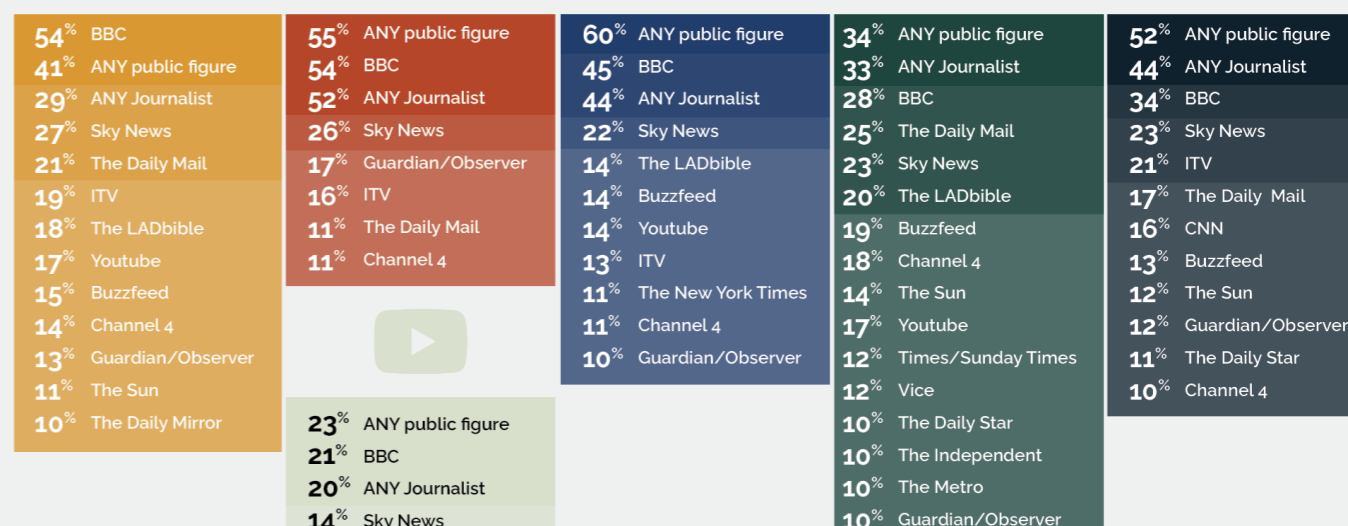 54% BBC
41% ANY public figure
29% ANY Journalist
27% Sky News
21% The Daily Mail
19% ITV
18% The LADbible
17% Youtube
15% Buzzfeed
14% Channel 4
13% Guardian/Observer
11% The Sun
10% The Daily Mirror
55% ANY public figure
54% BBC
52% ANY Journalist
26% Sky News
17% Guardian/Observer
16% ITV
11% The Daily Mail
11% Channel 4
23% ANY public figure
21% BBC
20% ANY Journalist
14% Sky News
60% ANY public figure
45% BBC
44% ANY Journalist
22% Sky News
14% The LADbible
14% Buzzfeed
14% Youtube
13% ITV
11% The New York Times
11% Channel 4
10% Guardian/Observer
34% ANY public figure
33% ANY Journalist
28% BBC
25% The Daily Mail
23% Sky News
20% The LADbible
19% Buzzfeed
18% Channel 4
14% The Sun
17% Youtube
12% Times/Sunday Times
12% Vice
10% The Daily Star
10% The Independent
10% The Metro
10% Guardian/Observer
52% ANY public figure
44% ANY Journalist
34% BBC
23% Sky News
21% ITV
17% The Daily Mail
16% CNN
13% Buzzfeed
12% The Sun
12% Guardian/Observer
11% The Daily Star
10% Channel 4